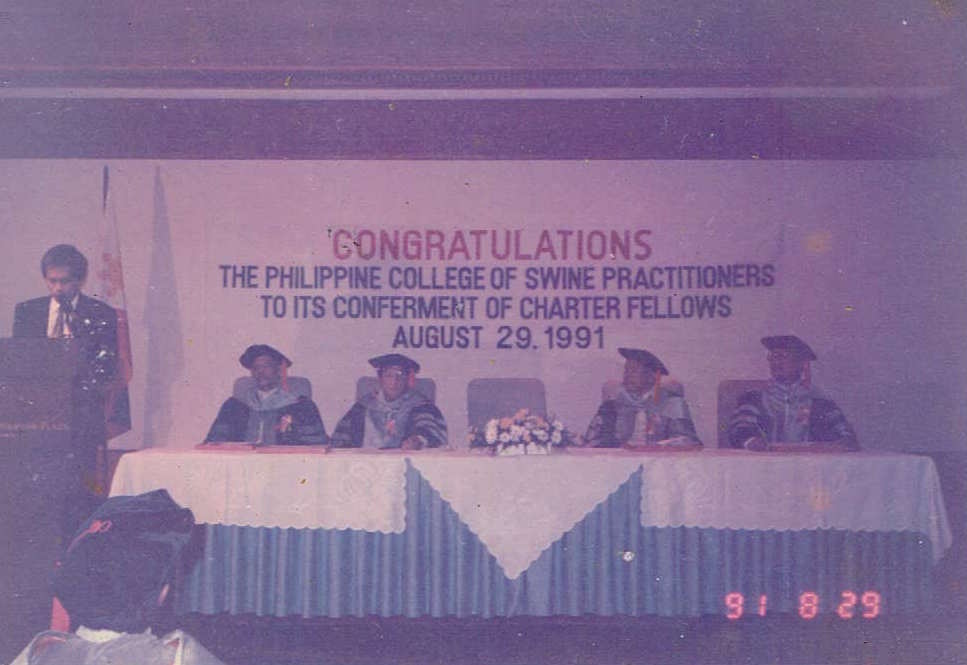 CONGRATULATIONS
THE PHILIPPINE COLLEGE OF SWINE PRACTITIONERS
TO ITS CONFERMENT OF CHARTER FELLOWS
AUGUST 29, 1991
PLAZA
91 8 29